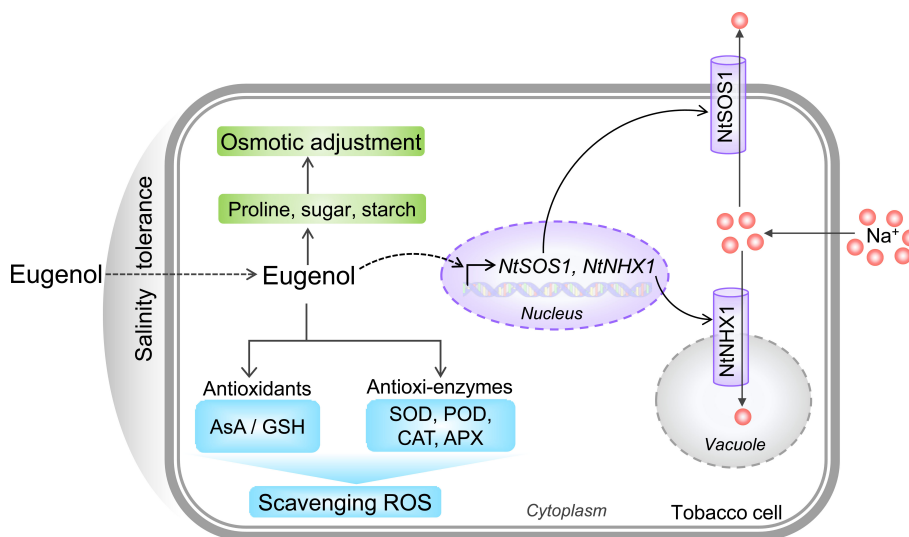 Eugenol
Salinity tolerance
Osmotic adjustment
Proline, sugar, starch
Eugenol
Antioxidants
AsA / GSH
Antioxi-enzymes
SOD, POD,
CAT, APX
Scavenging ROS
NtSOS1, NtNHX1
Nucleus
NtSOS1
Na⁺
NtNHX1
Vacuole
Cytoplasm
Tobacco cell